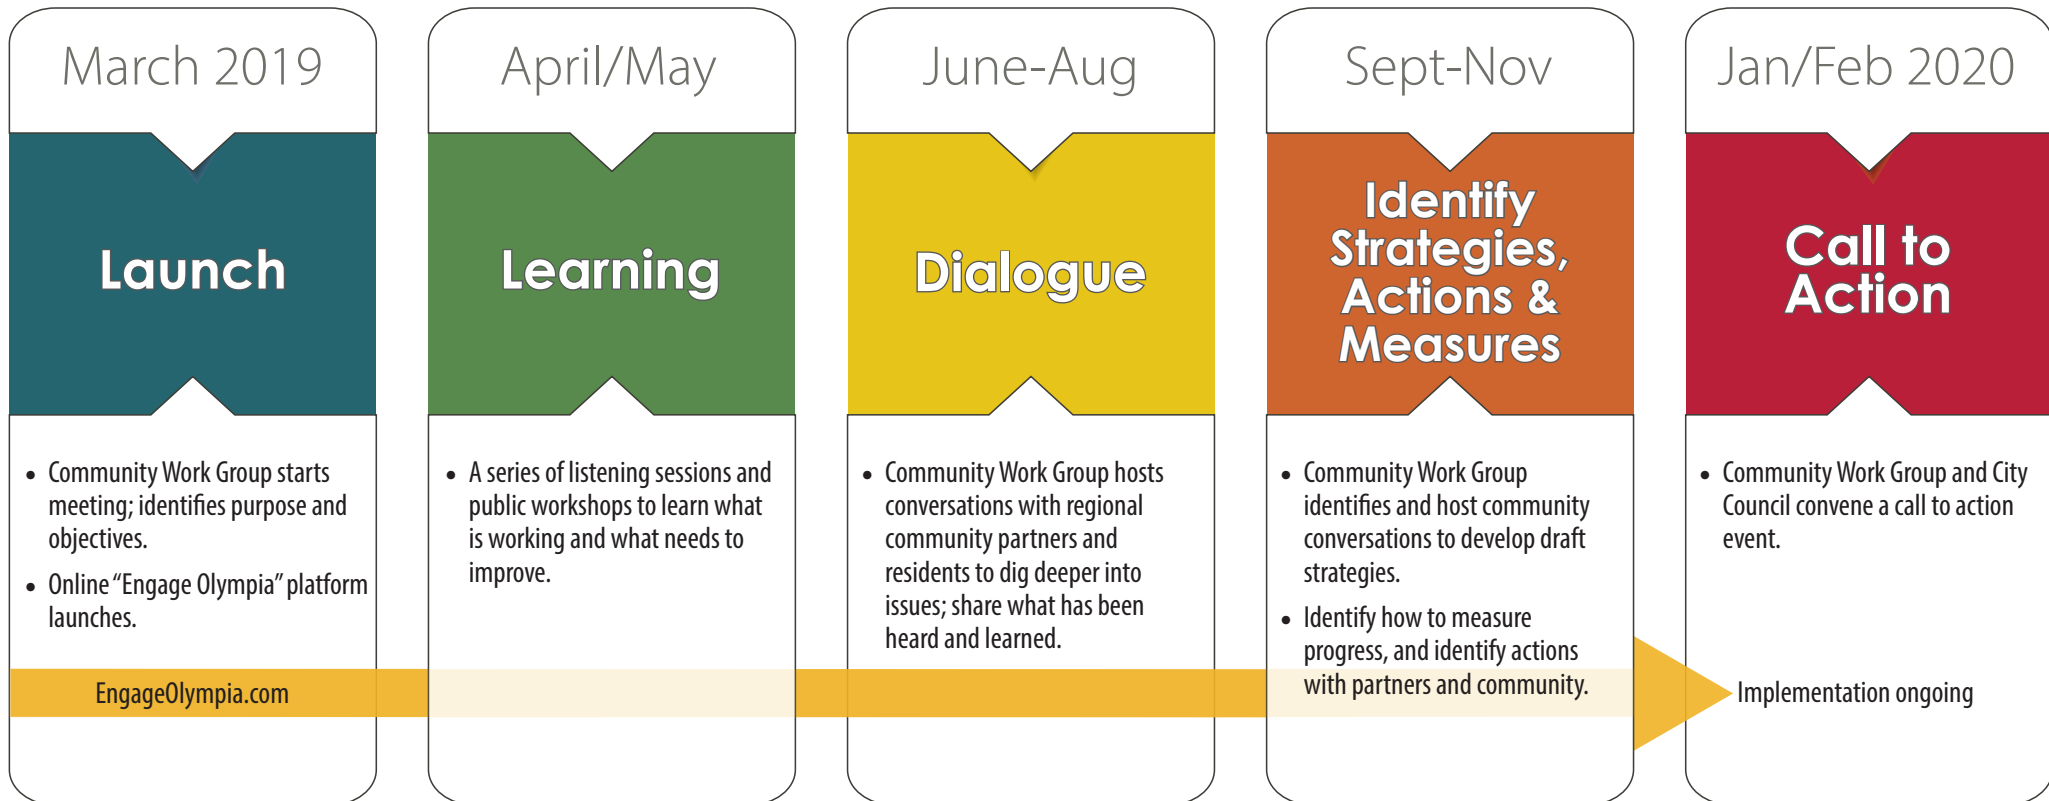 March 2019
Launch
• Community Work Group starts
meeting; identifies purpose and
objectives.
• Online “Engage Olympia” platform
launches.
EngageOlympia.com
April/May
Learning
• A series of listening sessions and
public workshops to learn what
is working and what needs to
improve.
June-Aug
Dialogue
• Community Work Group hosts
conversations with regional
community partners and
residents to dig deeper into
issues; share what has been
heard and learned.
Sept-Nov
Identify
Strategies,
Actions &
Measures
• Community Work Group
identifies and host community
conversations to develop draft
strategies.
• Identify how to measure
progress, and identify actions
with partners and community.
Jan/Feb 2020
Call to
Action
• Community Work Group and City
Council convene a call to action
event.
Implementation ongoing